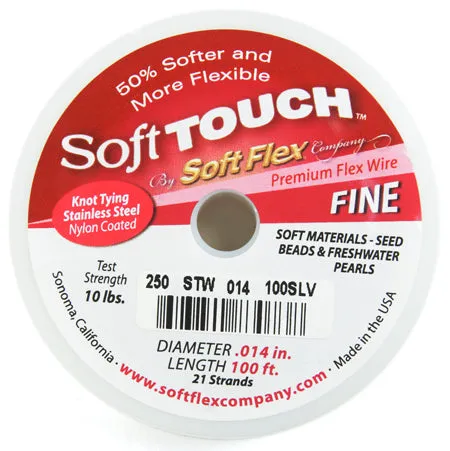 50% Softer and
More Flexible
Soft TOUCH™
By Soft Flex Company
Premium Flex Wire
FINE
Knot Tying
Stainless Steel
Nylon Coated
SOFT MATERIALS - SEED
BEADS & FRESHWATER
PEARLS
Test
Strength
10 lbs.
250 STW 014 100SLV
DIAMETER .014 in.
LENGTH 100 ft.
21 Strands
Sonoma, California · www.softflexcompany.com · Made in the USA